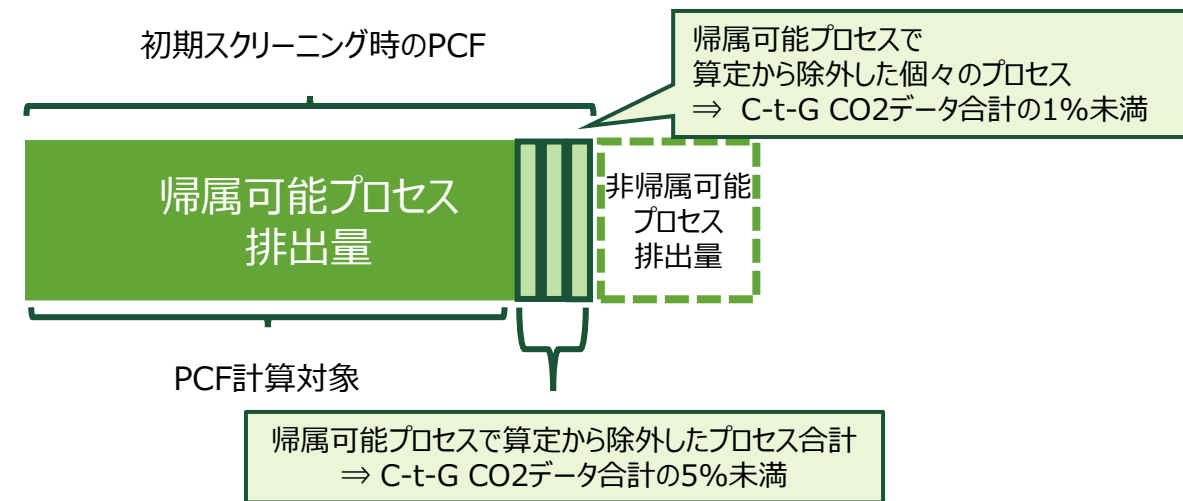 初期スクリーニング時のPCF
帰属可能プロセスで
算定から除外した個々のプロセス
⇒ C-t-G CO2データ合計の1%未満
帰属可能プロセス
排出量
非帰属可能
プロセス
排出量
PCF計算対象
帰属可能プロセスで算定から除外したプロセス合計
⇒ C-t-G CO2データ合計の5%未満